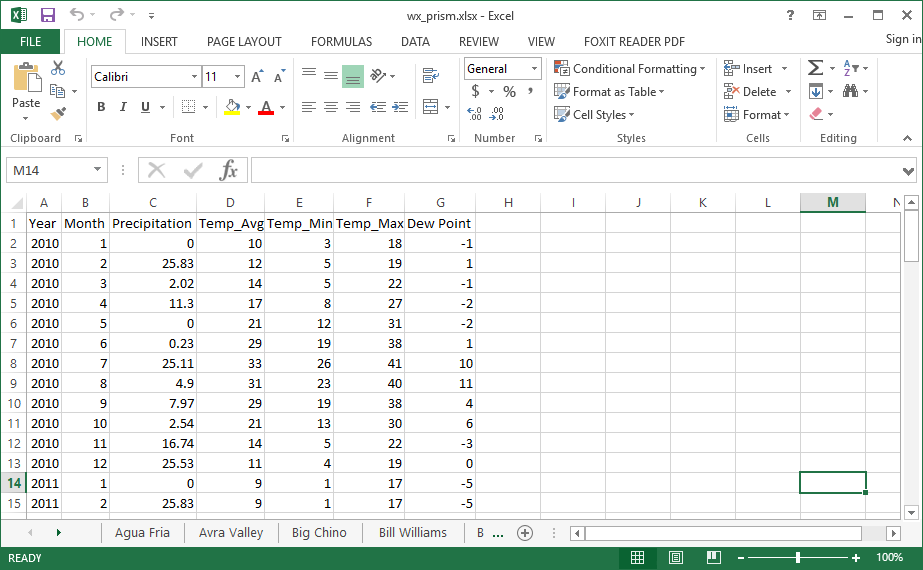 wx_prism.xlsx - Excel
?
FILE HOME INSERT PAGE LAYOUT FORMULAS DATA REVIEW VIEW FOXIT READER PDF Sign in
Paste Calibri 11 A A General Conditional Formatting Insert Σ A Z
B I U A $ % , Format as Table Delete
←.0 .00 .00 →.0 Cell Styles Format
Clipboard Font Alignment Number Styles Cells Editing
M14 fx
A B C D E F G H I J K L M N
1 Year Month Precipitation Temp_Avg Temp_Min Temp_Max Dew Point
2 2010 1 0 10 3 18 -1
3 2010 2 25.83 12 5 19 1
4 2010 3 2.02 14 5 22 -1
5 2010 4 11.3 17 8 27 -2
6 2010 5 0 21 12 31 -2
7 2010 6 0.23 29 19 38 1
8 2010 7 25.11 33 26 41 10
9 2010 8 4.9 31 23 40 11
10 2010 9 7.97 29 19 38 4
11 2010 10 2.54 21 13 30 6
12 2010 11 16.74 14 5 22 -3
13 2010 12 25.53 11 4 19 0
14 2011 1 0 9 1 17 -5
15 2011 2 25.83 9 1 17 -5
Agua Fria Avra Valley Big Chino Bill Williams B ...
READY 100%